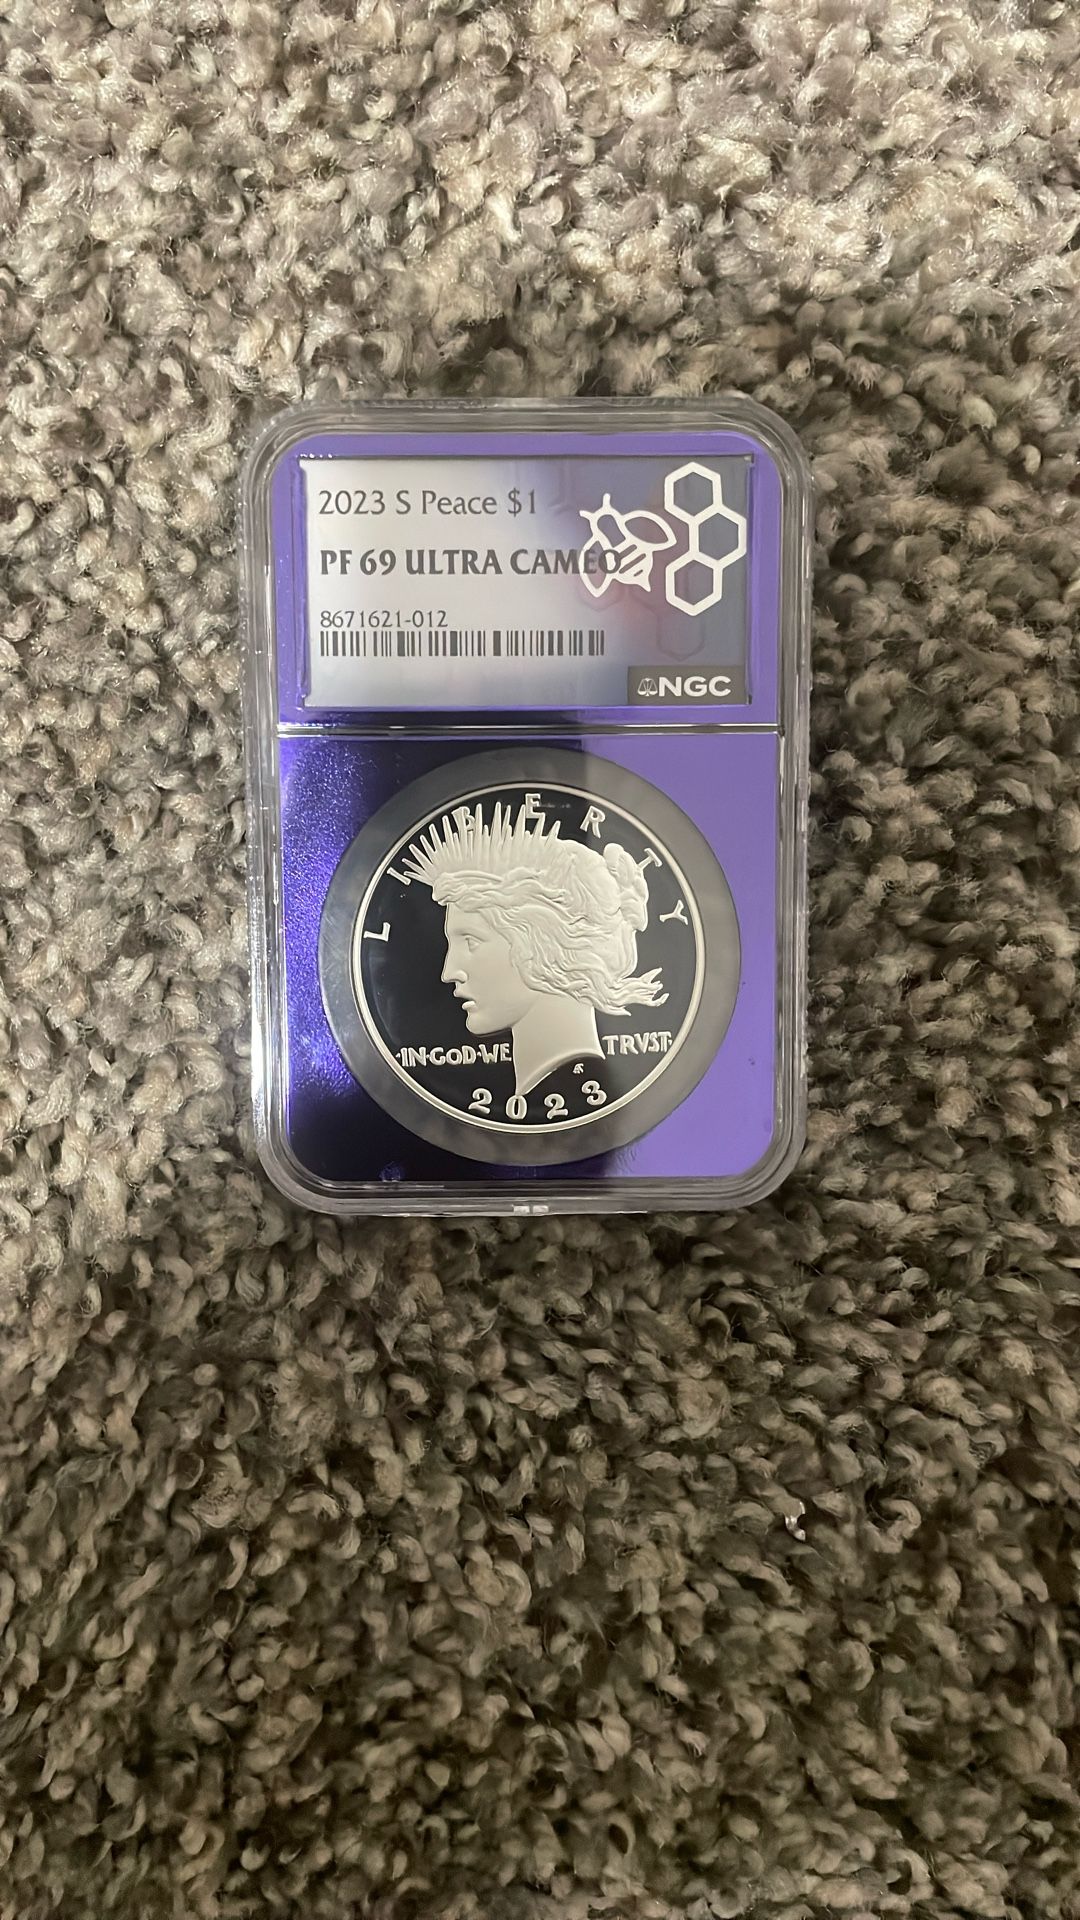 2023 S Peace $1
PF 69 ULTRA CAMEO
8671621-012
NGC
LIBERTY
·IN·GOD·WE TRVST·
2023